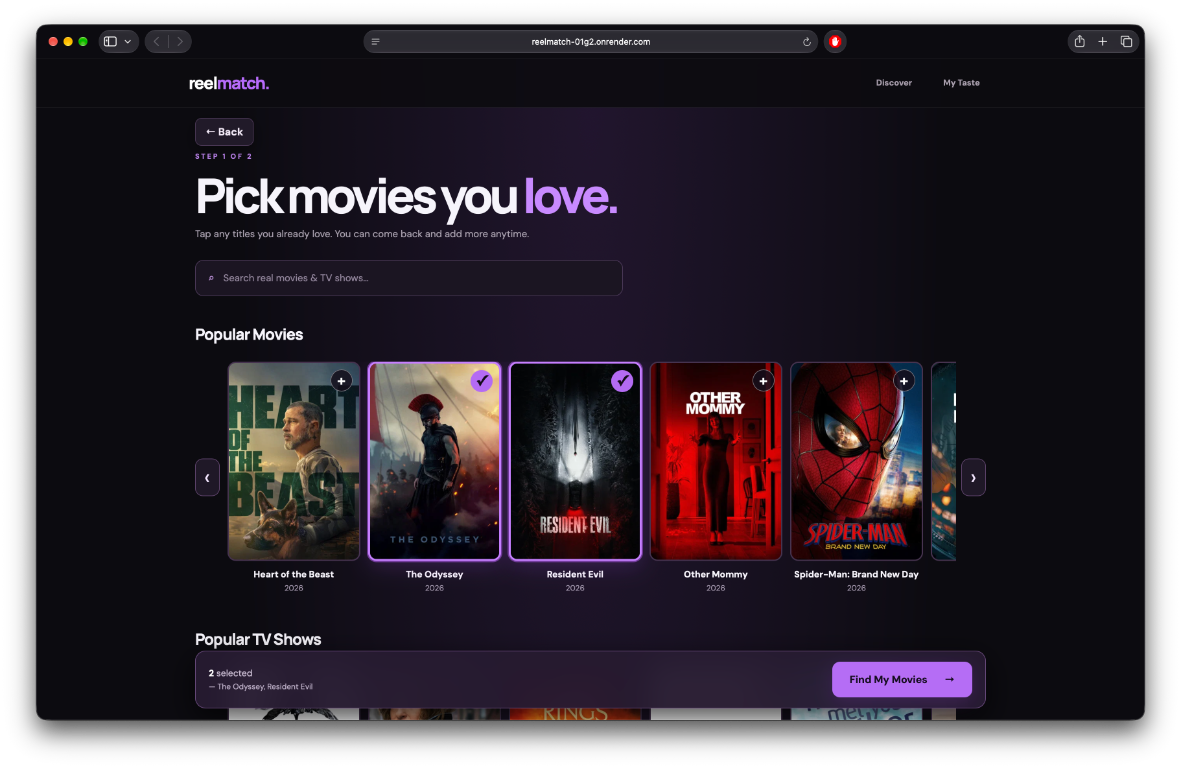 reelmatch-01g2.onrender.com
reelmatch.
Discover
My Taste
← Back
STEP 1 OF 2
Pick movies you love.
Tap any titles you already love. You can come back and add more anytime.
Search real movies & TV shows...
Popular Movies
HEART
OF
THE
BEAST
THE ODYSSEY
RESIDENT EVIL
OTHER
MOMMY
SPIDER-MAN
BRAND NEW DAY
Heart of the Beast
2026
The Odyssey
2026
Resident Evil
2026
Other Mommy
2026
Spider-Man: Brand New Day
2026
Popular TV Shows
2 selected
— The Odyssey, Resident Evil
Find My Movies →
RINGS